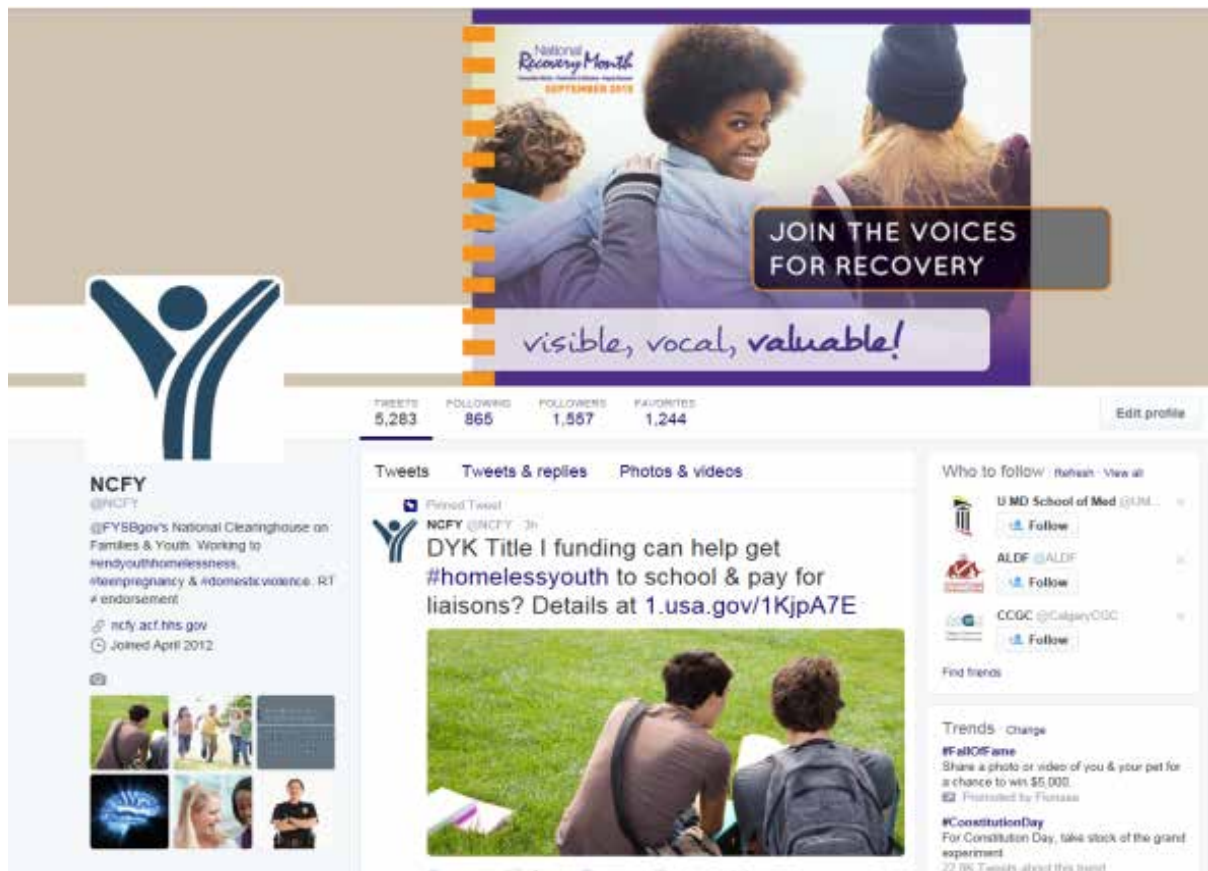 National
Recovery Month
SEPTEMBER 2015
JOIN THE VOICES
FOR RECOVERY
visible, vocal, valuable!
TWEETS
5,283
FOLLOWING
865
FOLLOWERS
1,557
FAVORITES
1,244
Edit profile
NCFY
@NCFY
@FYSBgov's National Clearinghouse on
Families & Youth. Working to
#endyouthhomelessness,
#teenpregnancy & #domesticviolence. RT
≠ endorsement
ncfy.acf.hhs.gov
Joined April 2012
Tweets Tweets & replies Photos & videos
Pinned Tweet
NCFY @NCFY · 3h
DYK Title I funding can help get
#homelessyouth to school & pay for
liaisons? Details at 1.usa.gov/1KjpA7E
Who to follow · Refresh · View all
U MD School of Med @UM...
Follow
ALDF @ALDF
Follow
CCGC @CalgaryCGC
Follow
Find friends
Trends · Change
#FallOfFame
Share a photo or video of you & your pet for
a chance to win $5,000.
Promoted by
#ConstitutionDay
For Constitution Day, take stock of the grand
experiment
Tweets about this trend